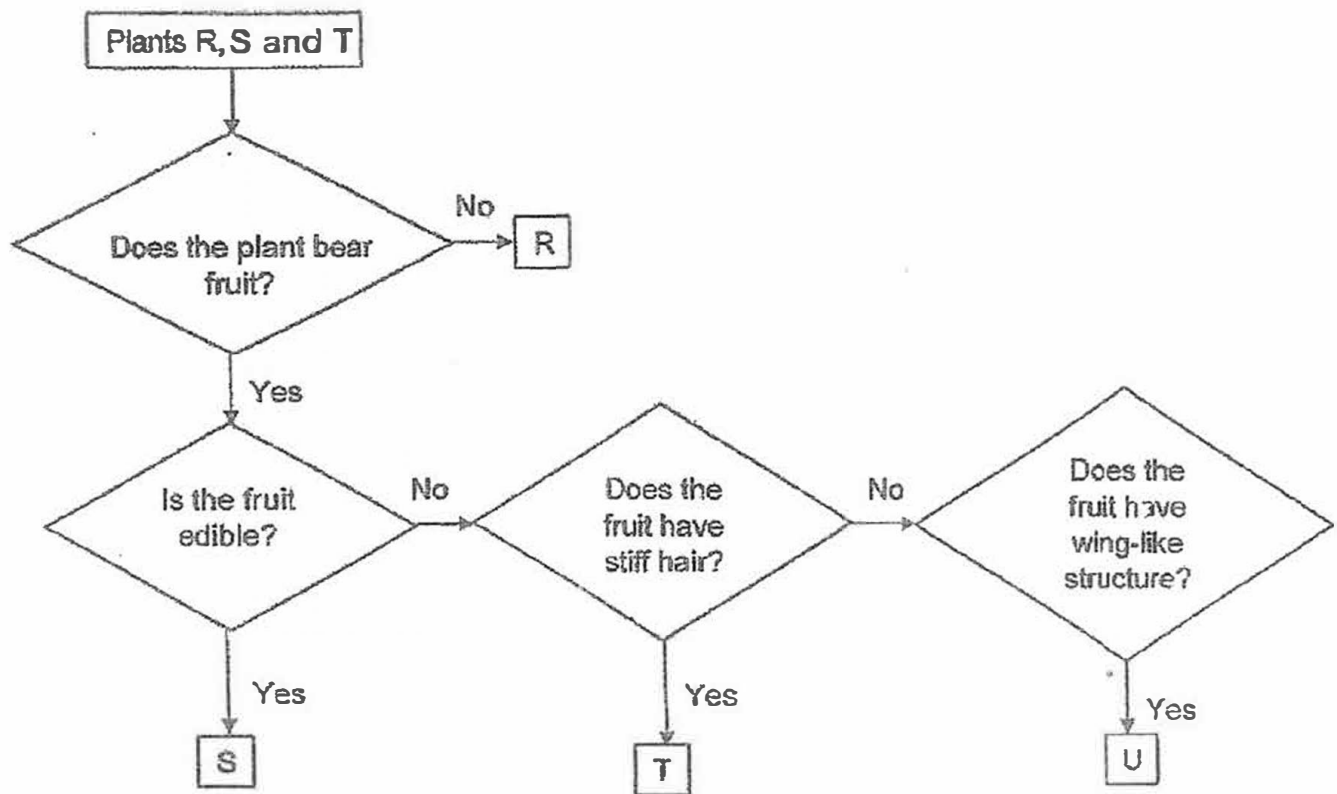 Plants R, S and T
Does the plant bear
fruit?
No
R
Yes
Is the fruit
edible?
No
Does the
fruit have
stiff hair?
No
Does the
fruit have
wing-like
structure?
Yes
S
Yes
T
Yes
U